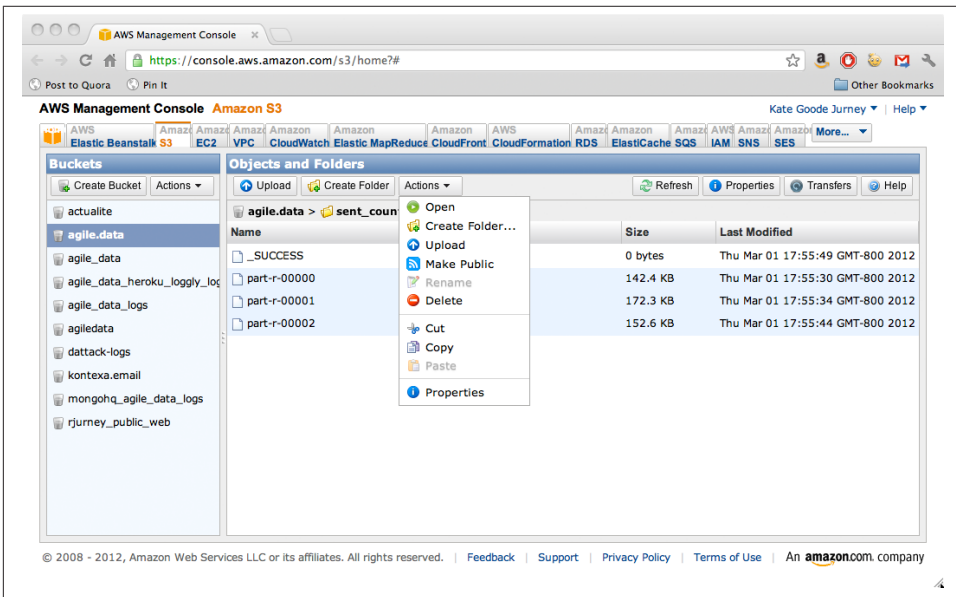 AWS Management Console
https://console.aws.amazon.com/s3/home?#
Post to Quora Pin It Other Bookmarks
AWS Management Console Amazon S3 Kate Goode Jurney Help
AWS Amaz Amaz Amaz Amazon Amazon Amazon AWS Amaz Amazon Amaz AWS Amaz Amazo More...
Elastic Beanstalk S3 EC2 VPC CloudWatch Elastic MapReduce CloudFront CloudFormation RDS ElastiCache SQS IAM SNS SES
Buckets Objects and Folders
Create Bucket Actions Upload Create Folder Actions Refresh Properties Transfers Help
actualite
agile.data
agile_data
agile_data_heroku_loggly_log
agile_data_logs
agiledata
dattack-logs
kontexa.email
mongohq_agile_data_logs
rjurney_public_web
agile.data > sent_coun
Name Size Last Modified
_SUCCESS 0 bytes Thu Mar 01 17:55:49 GMT-800 2012
part-r-00000 142.4 KB Thu Mar 01 17:55:30 GMT-800 2012
part-r-00001 172.3 KB Thu Mar 01 17:55:34 GMT-800 2012
part-r-00002 152.6 KB Thu Mar 01 17:55:44 GMT-800 2012
Open
Create Folder...
Upload
Make Public
Rename
Delete
Cut
Copy
Paste
Properties
© 2008 - 2012, Amazon Web Services LLC or its affiliates. All rights reserved. | Feedback | Support | Privacy Policy | Terms of Use | An amazon.com. company